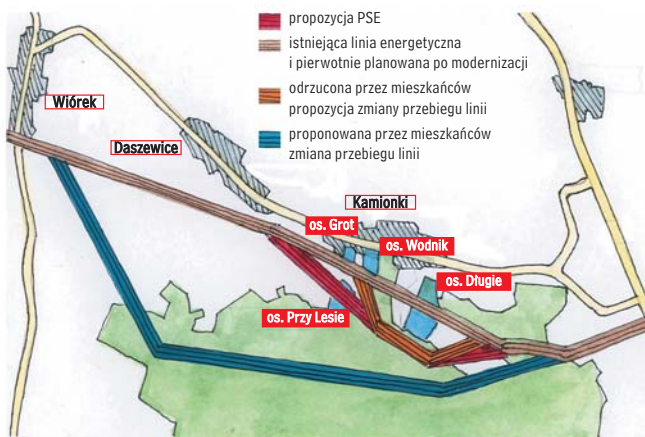 propozycja PSE
istniejąca linia energetyczna
i pierwotnie planowana po modernizacji
odrzucona przez mieszkańców
propozycja zmiany przebiegu linii
proponowana przez mieszkańców
zmiana przebiegu linii
Wiórek
Daszewice
Kamionki
os. Grot
os. Wodnik
os. Długie
os. Przy Lesie